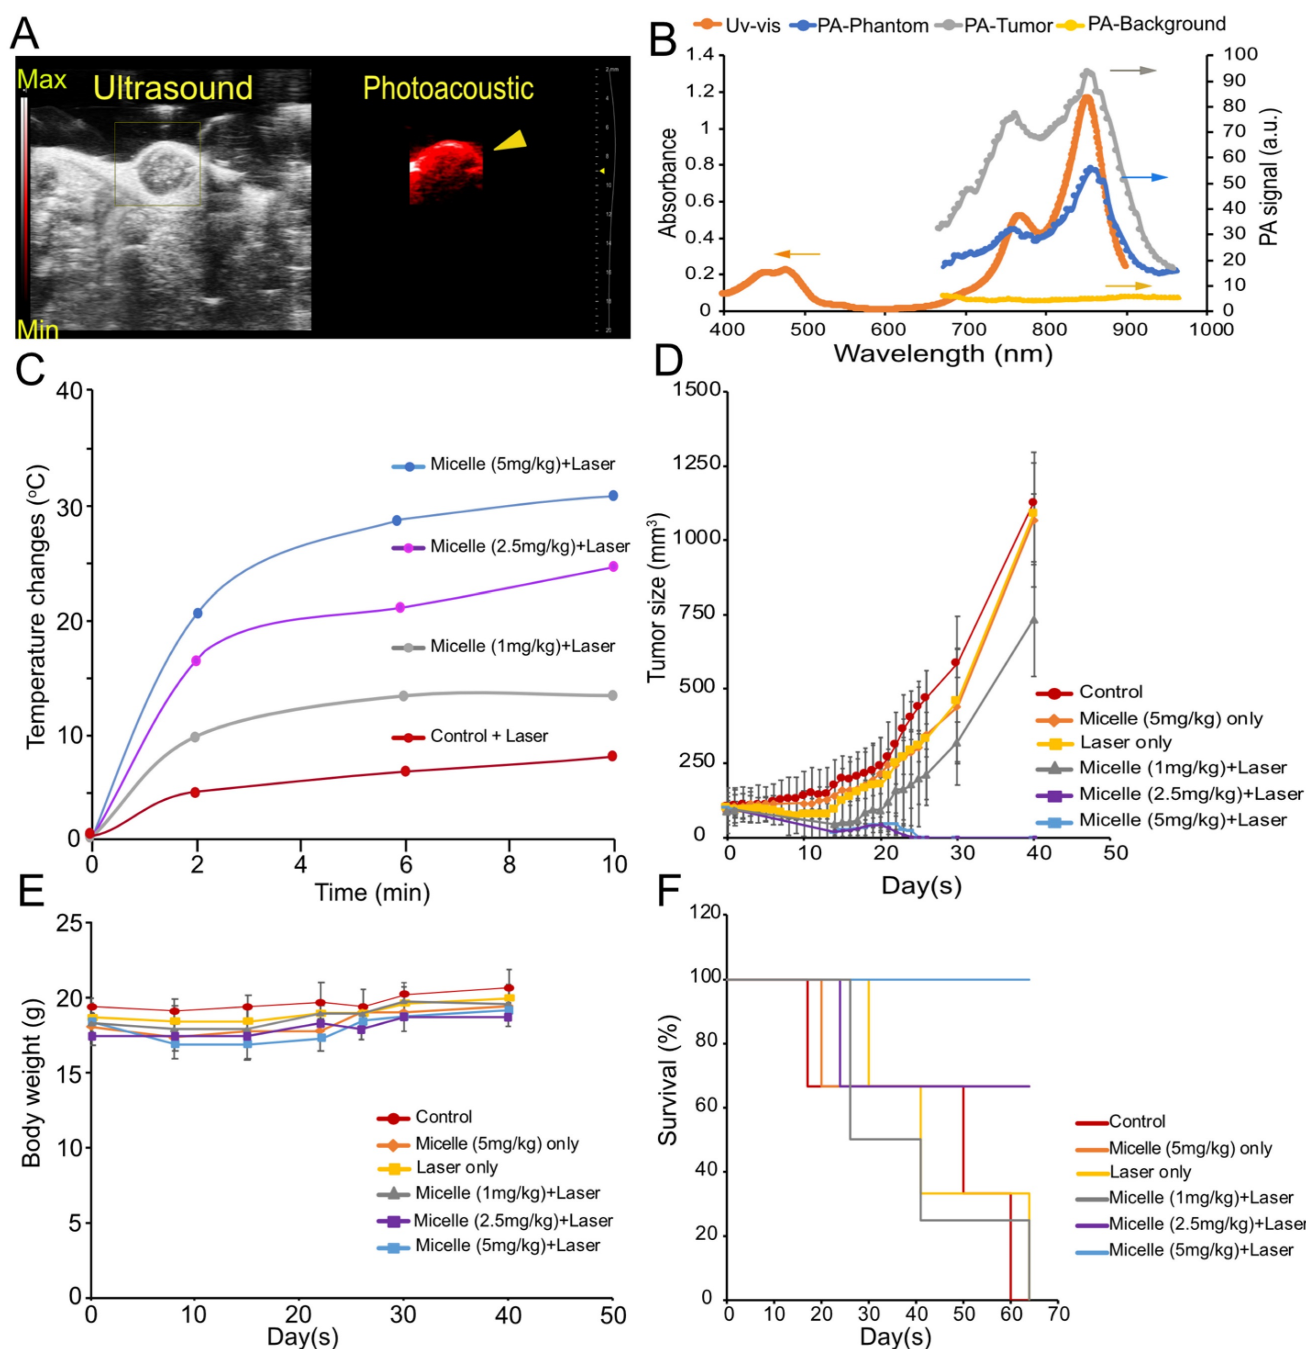 A
Max
Ultrasound
Photoacoustic
Min
B
Uv-vis PA-Phantom PA-Tumor PA-Background
1.4
1.2
1
0.8
0.6
0.4
0.2
0
Absorbance
100
90
80
70
60
50
40
30
20
10
0
PA signal (a.u.)
400 500 600 700 800 900 1000
Wavelength (nm)
C
40
30
20
10
0
Temperature changes (°C)
Micelle (5mg/kg)+Laser
Micelle (2.5mg/kg)+Laser
Micelle (1mg/kg)+Laser
Control + Laser
0 2 4 6 8 10
Time (min)
D
1500
1250
1000
750
500
250
0
Tumor size (mm³)
Control
Micelle (5mg/kg) only
Laser only
Micelle (1mg/kg)+Laser
Micelle (2.5mg/kg)+Laser
Micelle (5mg/kg)+Laser
0 10 20 30 40 50
Day(s)
E
25
20
15
10
5
0
Body weight (g)
Control
Micelle (5mg/kg) only
Laser only
Micelle (1mg/kg)+Laser
Micelle (2.5mg/kg)+Laser
Micelle (5mg/kg)+Laser
0 10 20 30 40 50
Day(s)
F
120
100
80
60
40
20
0
Survival (%)
Control
Micelle (5mg/kg) only
Laser only
Micelle (1mg/kg)+Laser
Micelle (2.5mg/kg)+Laser
Micelle (5mg/kg)+Laser
0 10 20 30 40 50 60 70
Day(s)